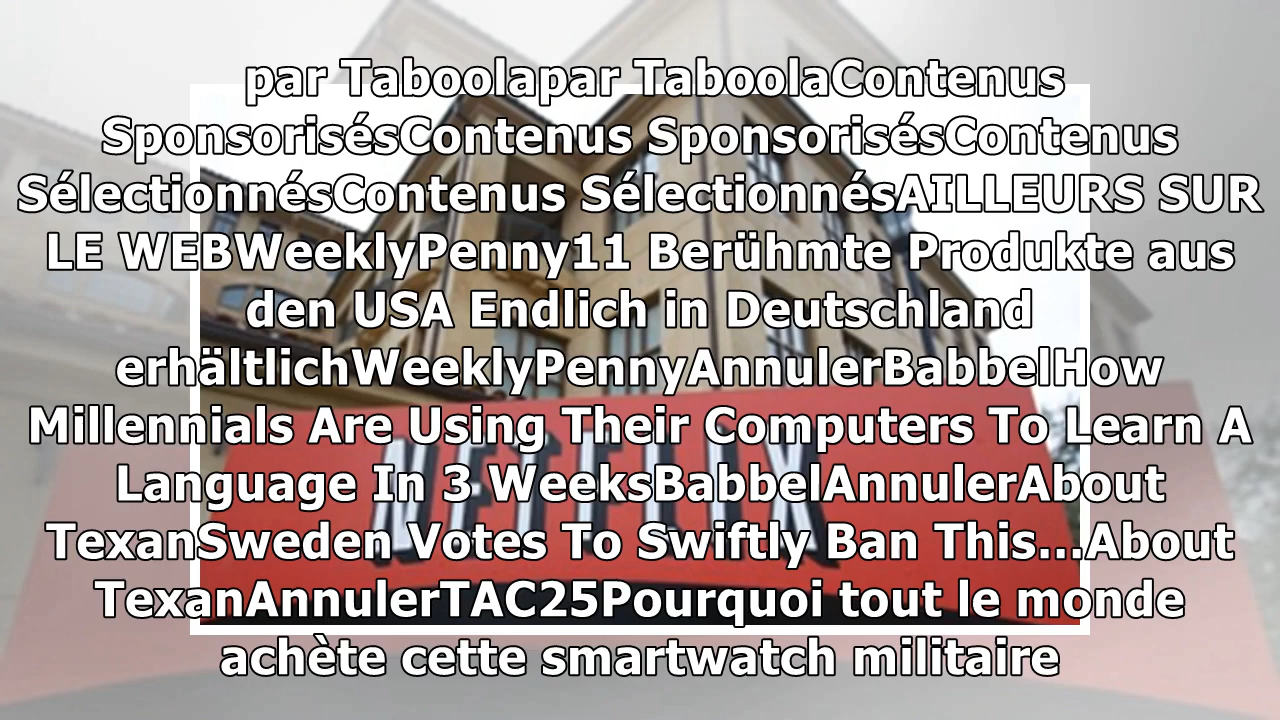 par Taboolapar TaboolaContenus
SponsorisésContenus SponsorisésContenus
SélectionnésContenus SélectionnésAILLEURS SUR
LE WEBWeeklyPenny11 Berühmte Produkte aus
den USA Endlich in Deutschland
erhältlichWeeklyPennyAnnulerBabbelHow
Millennials Are Using Their Computers To Learn A
Language In 3 WeeksBabbelAnnulerAbout
TexanSweden Votes To Swiftly Ban This...About
TexanAnnulerTAC25Pourquoi tout le monde
achète cette smartwatch militaire
NETFLIX